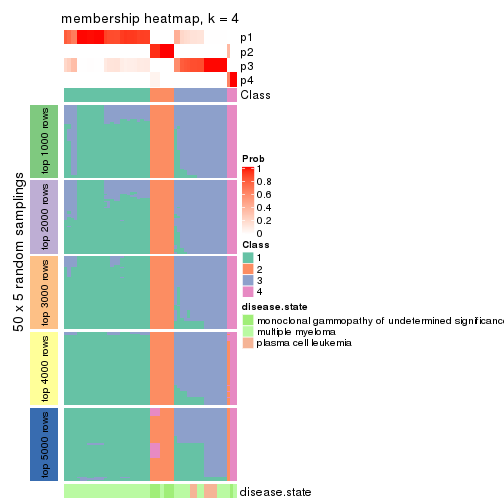 membership heatmap, k = 4
p1
p2
p3
p4
Class
50 x 5 random samplings
top 1000 rows
top 2000 rows
top 3000 rows
top 4000 rows
top 5000 rows
Prob
1
0.8
0.6
0.4
0.2
0
Class
1
2
3
4
disease.state
monoclonal gammopathy of undetermined significance
multiple myeloma
plasma cell leukemia
disease.state